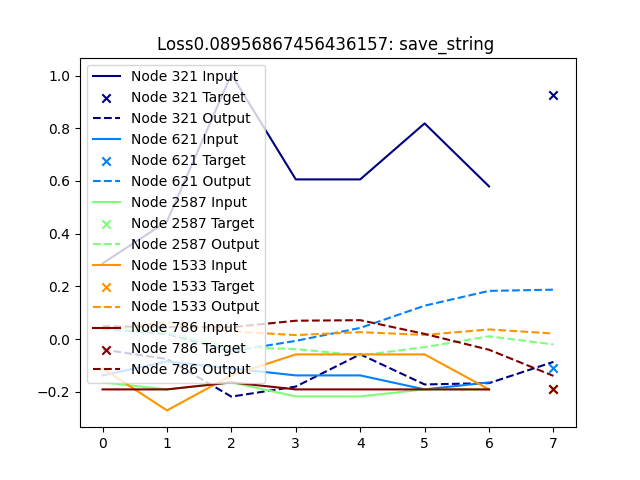 Loss0.08956867456436157: save_string
1.0
0.8
0.6
0.4
0.2
0.0
−0.2
Node 321 Input
Node 321 Target
Node 321 Output
Node 621 Input
Node 621 Target
Node 621 Output
Node 2587 Input
Node 2587 Target
Node 2587 Output
Node 1533 Input
Node 1533 Target
Node 1533 Output
Node 786 Input
Node 786 Target
Node 786 Output
0 1 2 3 4 5 6 7